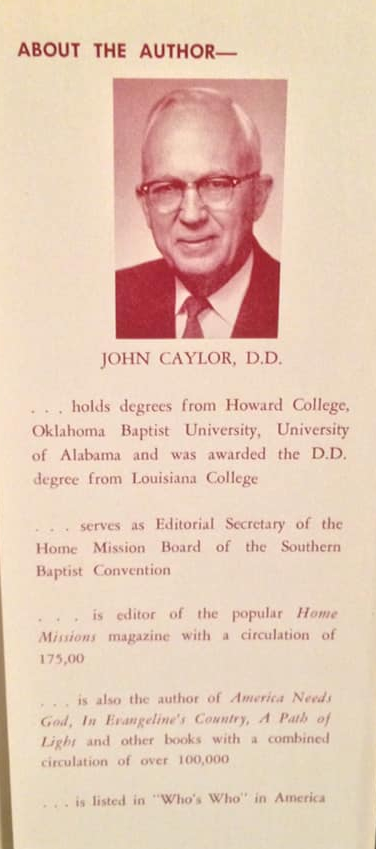 ABOUT THE AUTHOR—
JOHN CAYLOR, D.D.
. . . holds degrees from Howard College,
Oklahoma Baptist University, University
of Alabama and was awarded the D.D.
degree from Louisiana College
. . . serves as Editorial Secretary of the
Home Mission Board of the Southern
Baptist Convention
. . . is editor of the popular Home
Missions magazine with a circulation of
175,00
. . . is also the author of America Needs
God, In Evangeline's Country, A Path of
Light and other books with a combined
circulation of over 100,000
. . . is listed in "Who's Who" in America